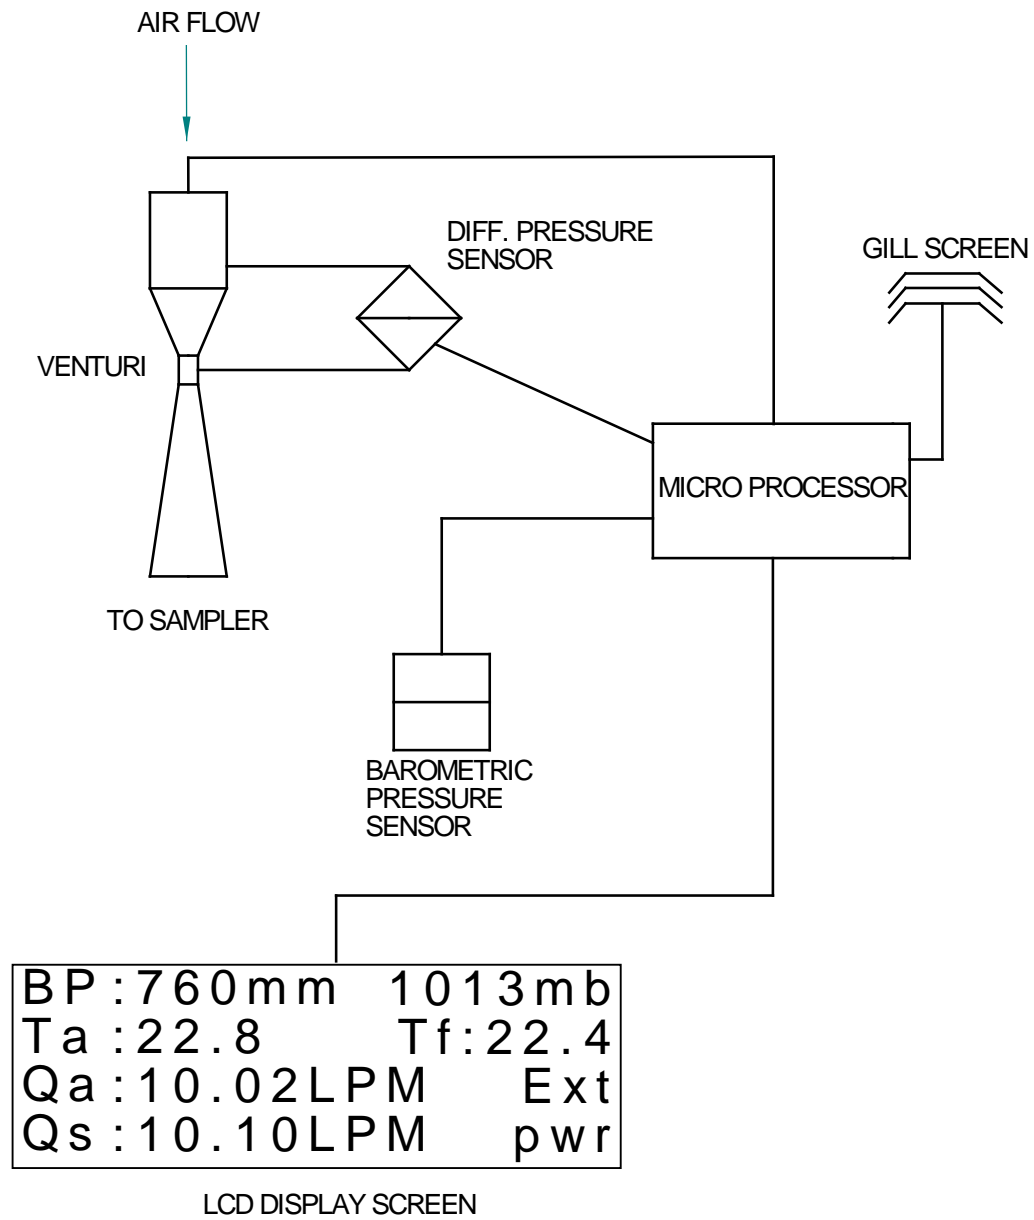 AIR FLOW
DIFF. PRESSURE
SENSOR
GILL SCREEN
VENTURI
MICRO PROCESSOR
TO SAMPLER
BAROMETRIC
PRESSURE
SENSOR
BP:760mm 1013mb
Ta:22.8 Tf:22.4
Qa:10.02LPM Ext
Qs:10.10LPM pwr
LCD DISPLAY SCREEN